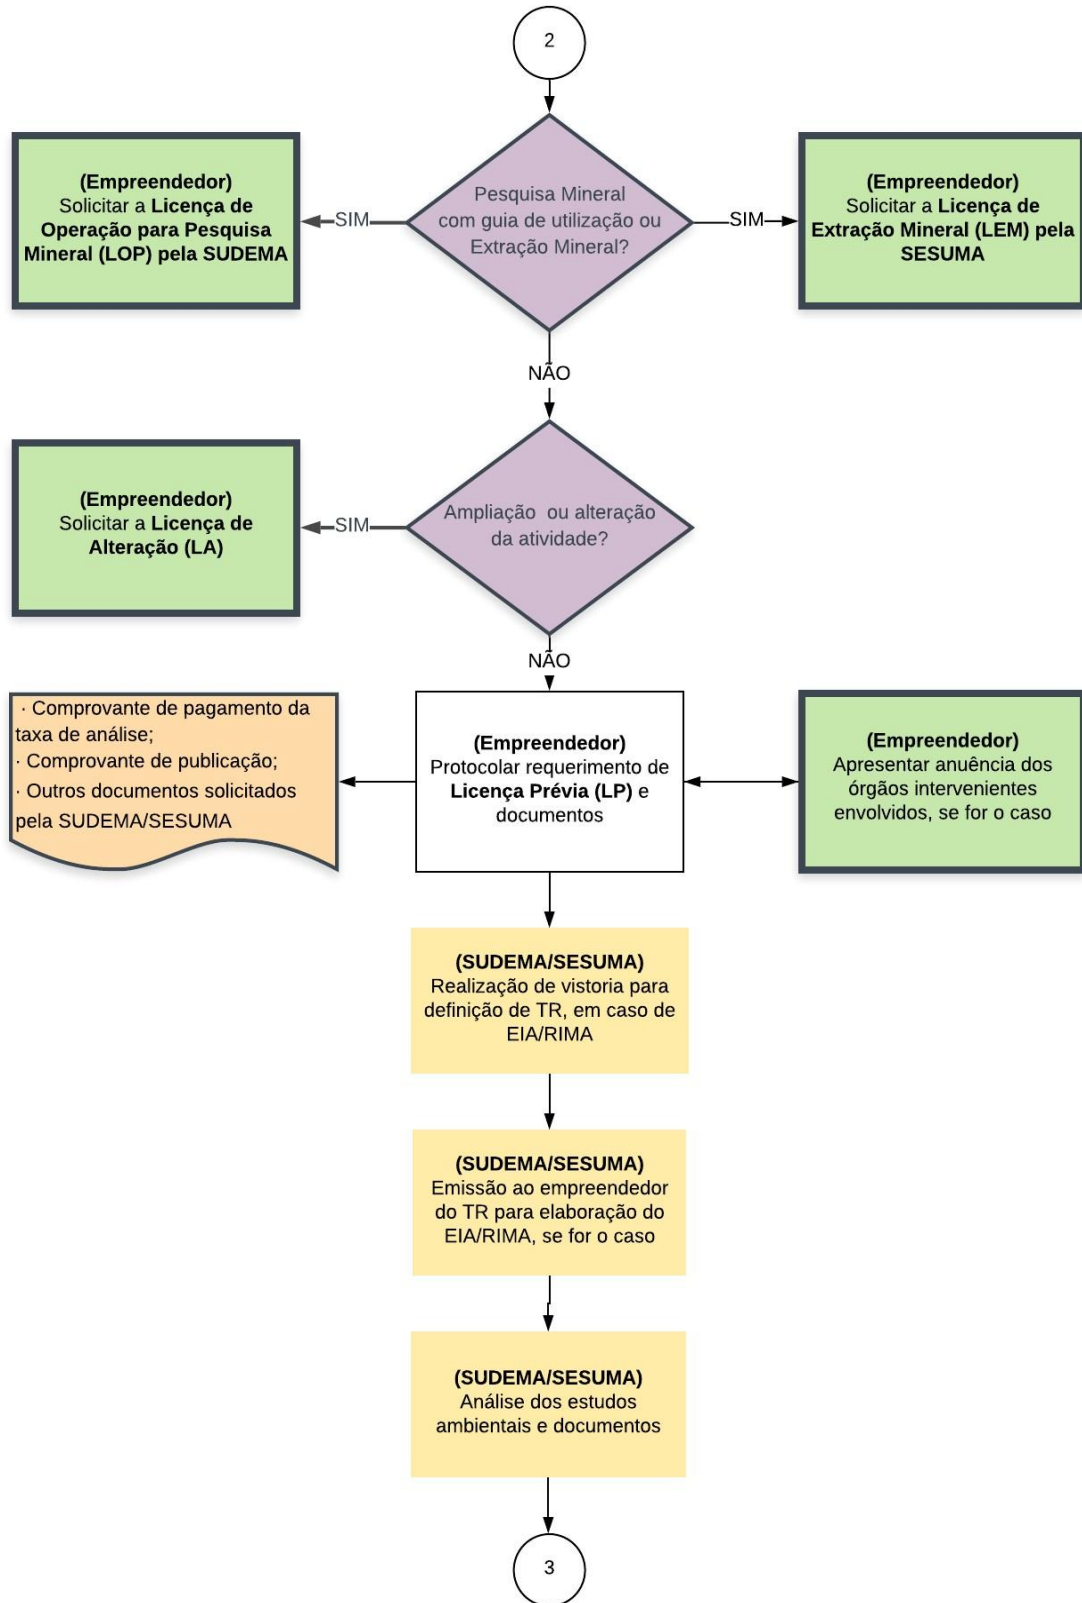 2
Pesquisa Mineral
com guia de utilização ou
Extração Mineral?
SIM
(Empreendedor)
Solicitar a Licença de
Operação para Pesquisa
Mineral (LOP) pela SUDEMA
SIM
(Empreendedor)
Solicitar a Licença de
Extração Mineral (LEM) pela
SESUMA
NÃO
Ampliação ou alteração
da atividade?
SIM
(Empreendedor)
Solicitar a Licença de
Alteração (LA)
NÃO
· Comprovante de pagamento da
taxa de análise;
· Comprovante de publicação;
· Outros documentos solicitados
pela SUDEMA/SESUMA
(Empreendedor)
Protocolar requerimento de
Licença Prévia (LP) e
documentos
(Empreendedor)
Apresentar anuência dos
órgãos intervenientes
envolvidos, se for o caso
(SUDEMA/SESUMA)
Realização de vistoria para
definição de TR, em caso de
EIA/RIMA
(SUDEMA/SESUMA)
Emissão ao empreendedor
do TR para elaboração do
EIA/RIMA, se for o caso
(SUDEMA/SESUMA)
Análise dos estudos
ambientais e documentos
3